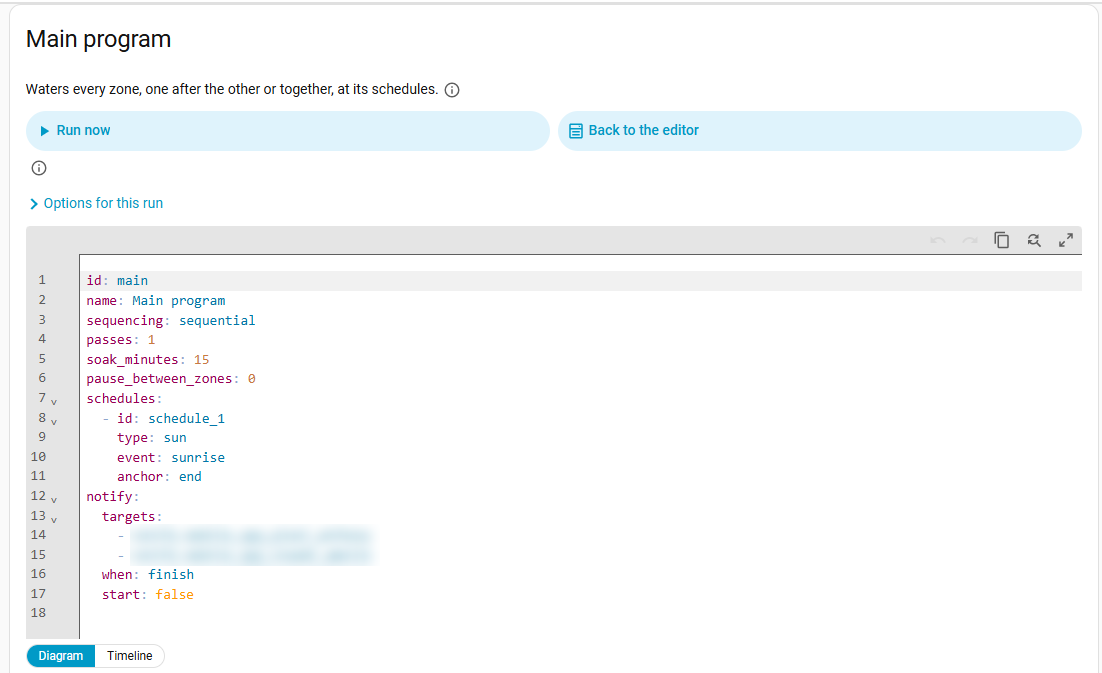 Main program
Waters every zone, one after the other or together, at its schedules.
Run now
Back to the editor
Options for this run
1 id: main
2 name: Main program
3 sequencing: sequential
4 passes: 1
5 soak_minutes: 15
6 pause_between_zones: 0
7 schedules:
8 - id: schedule_1
9 type: sun
10 event: sunrise
11 anchor: end
12 notify:
13 targets:
14 -
15 -
16 when: finish
17 start: false
18
Diagram Timeline